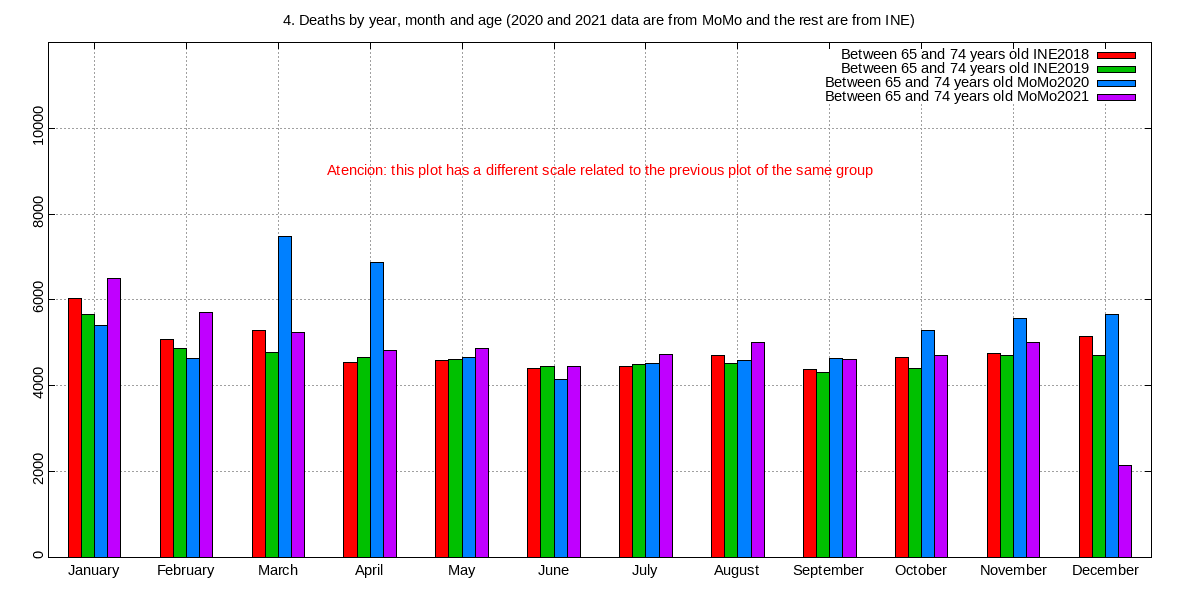 4. Deaths by year, month and age (2020 and 2021 data are from MoMo and the rest are from INE)
Between 65 and 74 years old INE2018
Between 65 and 74 years old INE2019
Between 65 and 74 years old MoMo2020
Between 65 and 74 years old MoMo2021
Atencion: this plot has a different scale related to the previous plot of the same group
10000
8000
6000
4000
2000
0
January February March April May June July August September October November December